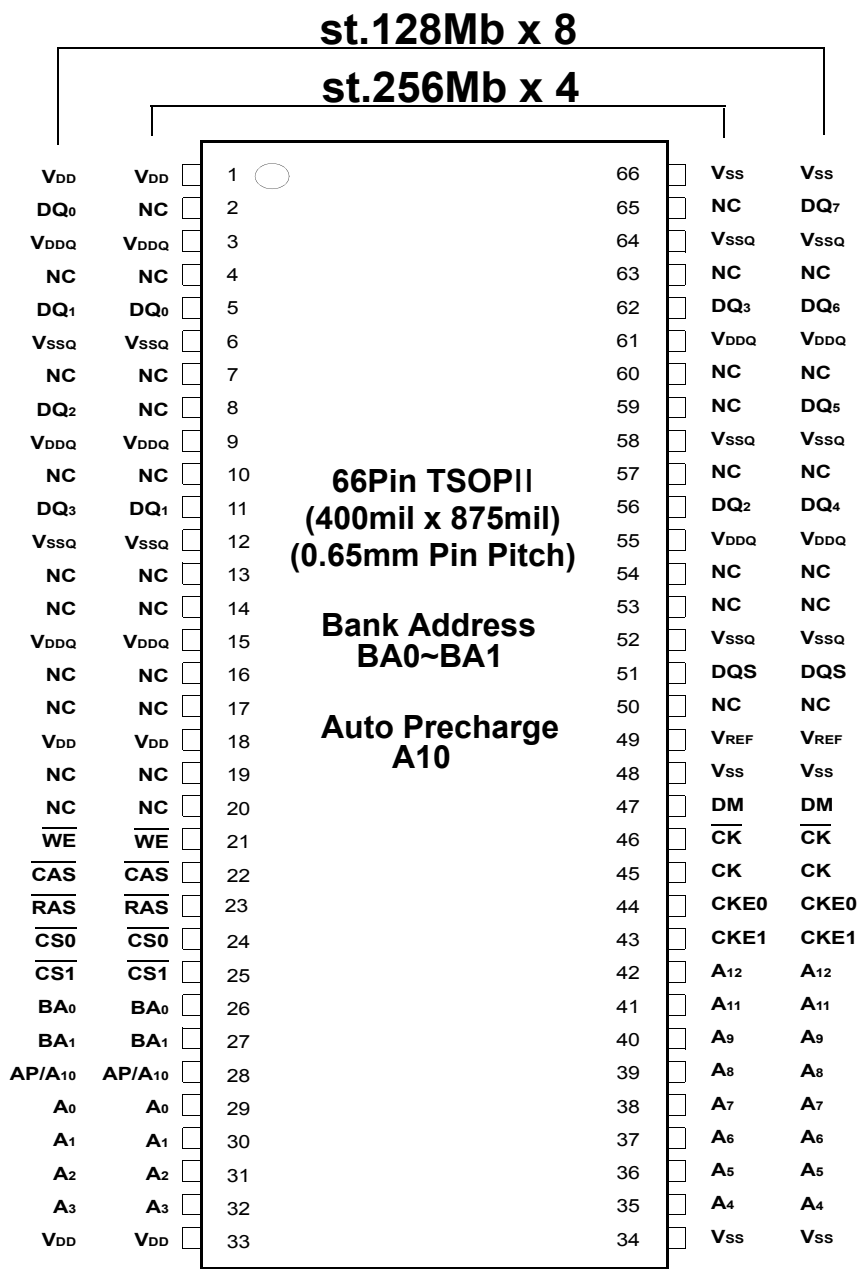 st.128Mb x 8
st.256Mb x 4
VDD VDD 1 66 VSS VSS
DQ0 NC 2 65 NC DQ7
VDDQ VDDQ 3 64 VSSQ VSSQ
NC NC 4 63 NC NC
DQ1 DQ0 5 62 DQ3 DQ6
VSSQ VSSQ 6 61 VDDQ VDDQ
NC NC 7 60 NC NC
DQ2 NC 8 59 NC DQ5
VDDQ VDDQ 9 58 VSSQ VSSQ
NC NC 10 57 NC NC
DQ3 DQ1 11 56 DQ2 DQ4
VSSQ VSSQ 12 55 VDDQ VDDQ
NC NC 13 54 NC NC
NC NC 14 53 NC NC
VDDQ VDDQ 15 52 VSSQ VSSQ
NC NC 16 51 DQS DQS
NC NC 17 50 NC NC
VDD VDD 18 49 VREF VREF
NC NC 19 48 VSS VSS
NC NC 20 47 DM DM
WE WE 21 46 CK CK
CAS CAS 22 45 CK CK
RAS RAS 23 44 CKE0 CKE0
CS0 CS0 24 43 CKE1 CKE1
CS1 CS1 25 42 A12 A12
BA0 BA0 26 41 A11 A11
BA1 BA1 27 40 A9 A9
AP/A10 AP/A10 28 39 A8 A8
A0 A0 29 38 A7 A7
A1 A1 30 37 A6 A6
A2 A2 31 36 A5 A5
A3 A3 32 35 A4 A4
VDD VDD 33 34 VSS VSS
66Pin TSOPII
(400mil x 875mil)
(0.65mm Pin Pitch)
Bank Address
BA0~BA1
Auto Precharge
A10